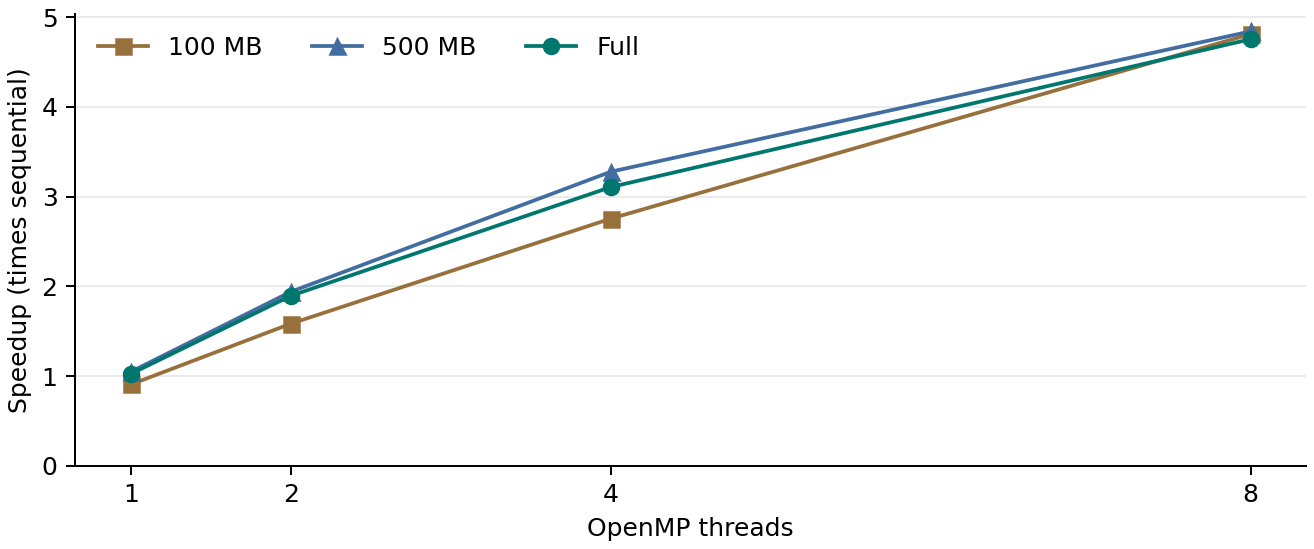 5
100 MB 500 MB Full
4
3
2
1
0
Speedup (times sequential)
1 2 4 8
OpenMP threads